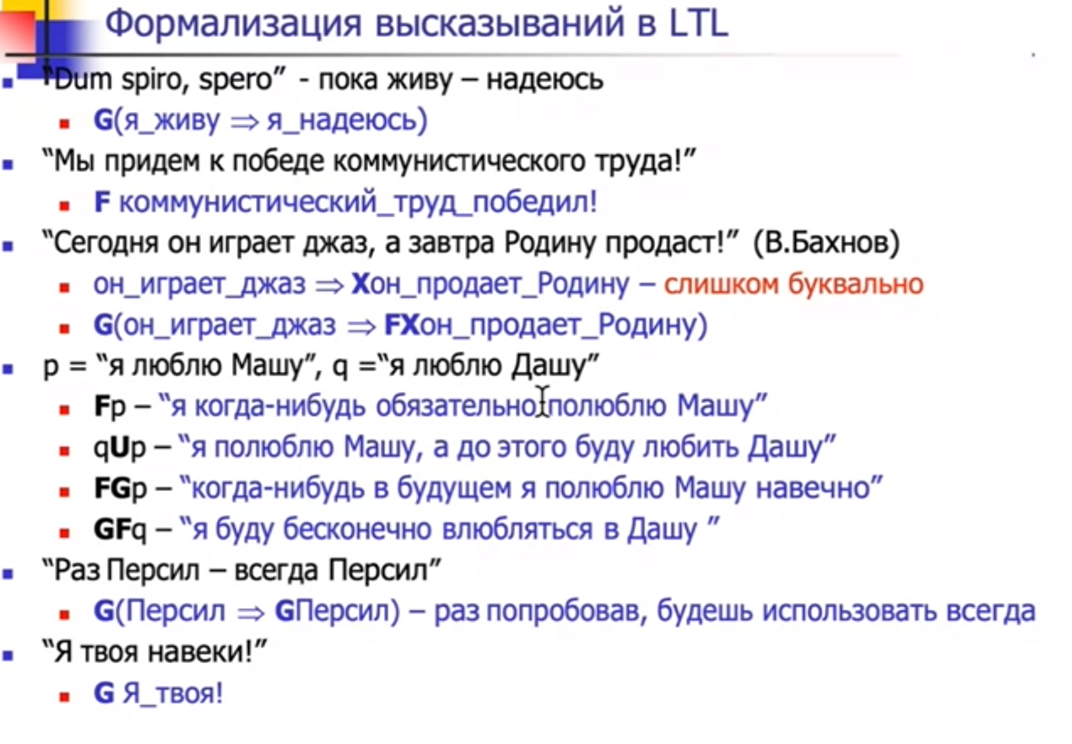 Формализация высказываний в LTL
"Dum spiro, spero" - пока живу – надеюсь
G(я_живу ⇒ я_надеюсь)
"Мы придем к победе коммунистического труда!"
F коммунистический_труд_победил!
"Сегодня он играет джаз, а завтра Родину продаст!" (В.Бахнов)
он_играет_джаз ⇒ Xон_продает_Родину – слишком буквально
G(он_играет_джаз ⇒ FXон_продает_Родину)
p = "я люблю Машу", q ="я люблю Дашу"
Fp – "я когда-нибудь обязательно полюблю Машу"
qUp – "я полюблю Машу, а до этого буду любить Дашу"
FGp – "когда-нибудь в будущем я полюблю Машу навечно"
GFq – "я буду бесконечно влюбляться в Дашу "
"Раз Персил – всегда Персил"
G(Персил ⇒ GПерсил) – раз попробовав, будешь использовать всегда
"Я твоя навеки!"
G Я_твоя!